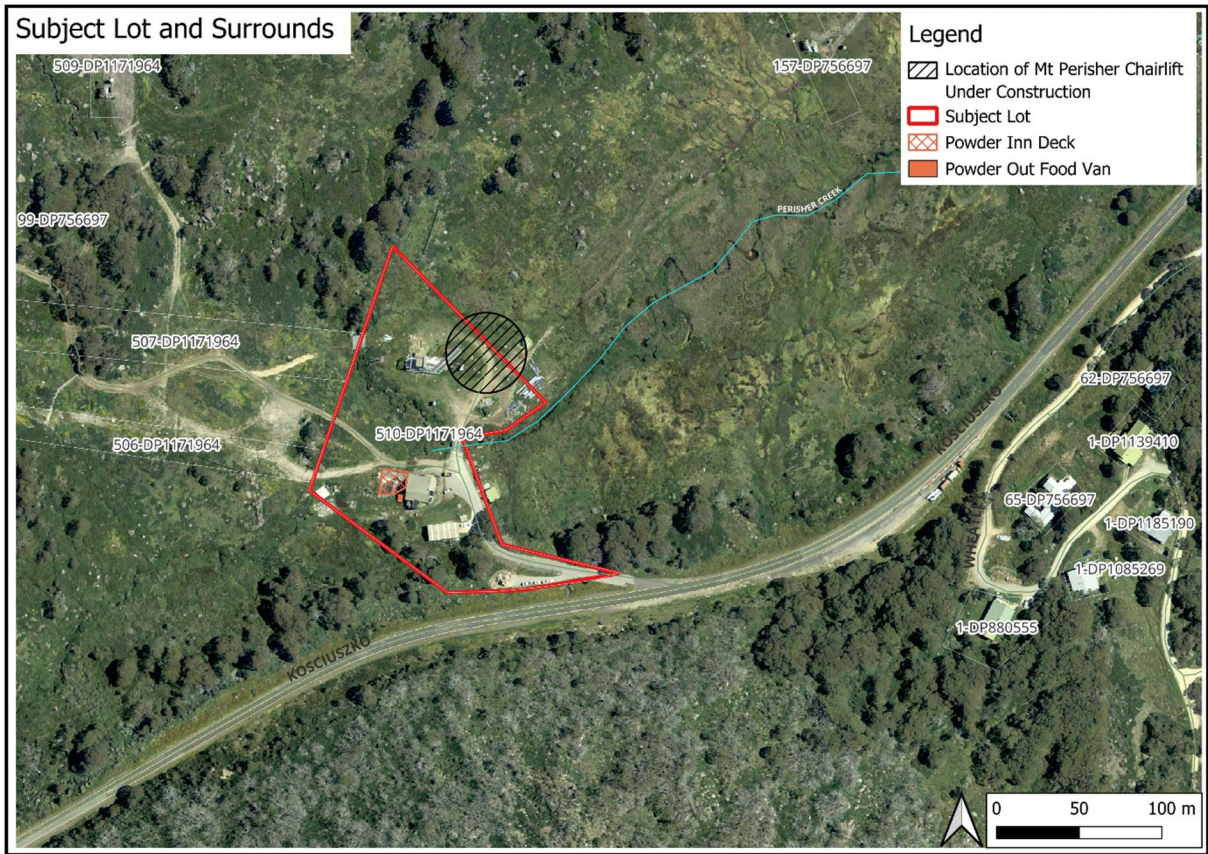 Subject Lot and Surrounds
Legend
Location of Mt Perisher Chairlift
Under Construction
Subject Lot
Powder Inn Deck
Powder Out Food Van
509-DP1171964
157-DP756697
99-DP756697
PERISHER CREEK
507-DP1171964
62-DP756697
510-DP1171964
506-DP1171964
KOSCIUSZKO
1-DP1139410
65-DP756697
1-DP1185190
1-DP1085269
1-DP880555
KOSCIUSZKO
0 50 100 m